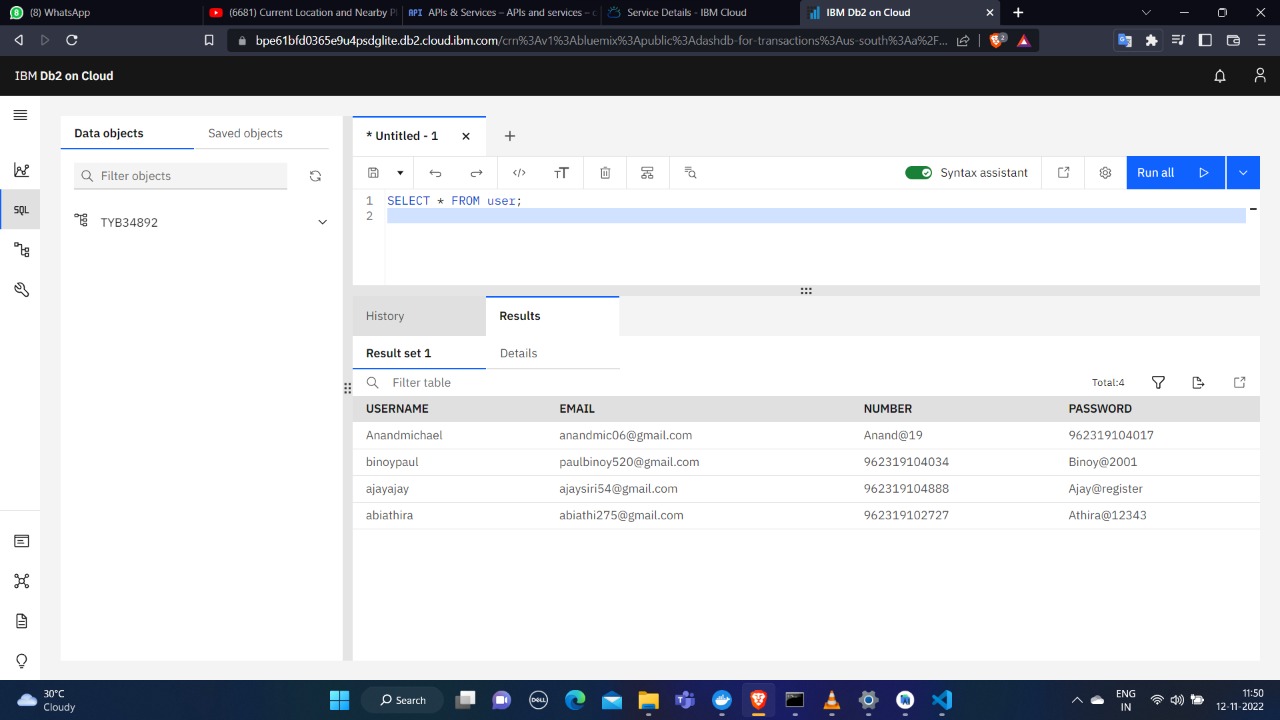 (8) WhatsApp
(6681) Current Location and Nearby Pl
API APIs & Services – APIs and services – c
Service Details - IBM Cloud
IBM Db2 on Cloud
bpe61bfd0365e9u4psdglite.db2.cloud.ibm.com/crn%3Av1%3Abluemix%3Apublic%3Adashdb-for-transactions%3Aus-south%3Aa%2F...
2
IBM Db2 on Cloud
Data objects
Saved objects
Filter objects
TYB34892
SQL
* Untitled - 1
Syntax assistant
Run all
1 SELECT * FROM user;
2
History
Results
Result set 1
Details
Filter table
Total:4
USERNAME EMAIL NUMBER PASSWORD
Anandmichael anandmic06@gmail.com Anand@19 962319104017
binoypaul paulbinoy520@gmail.com 962319104034 Binoy@2001
ajayajay ajaysiri54@gmail.com 962319104888 Ajay@register
abiathira abiathi275@gmail.com 962319102727 Athira@12343
30°C
Cloudy
Search
DELL
ENG
IN
11:50
12-11-2022